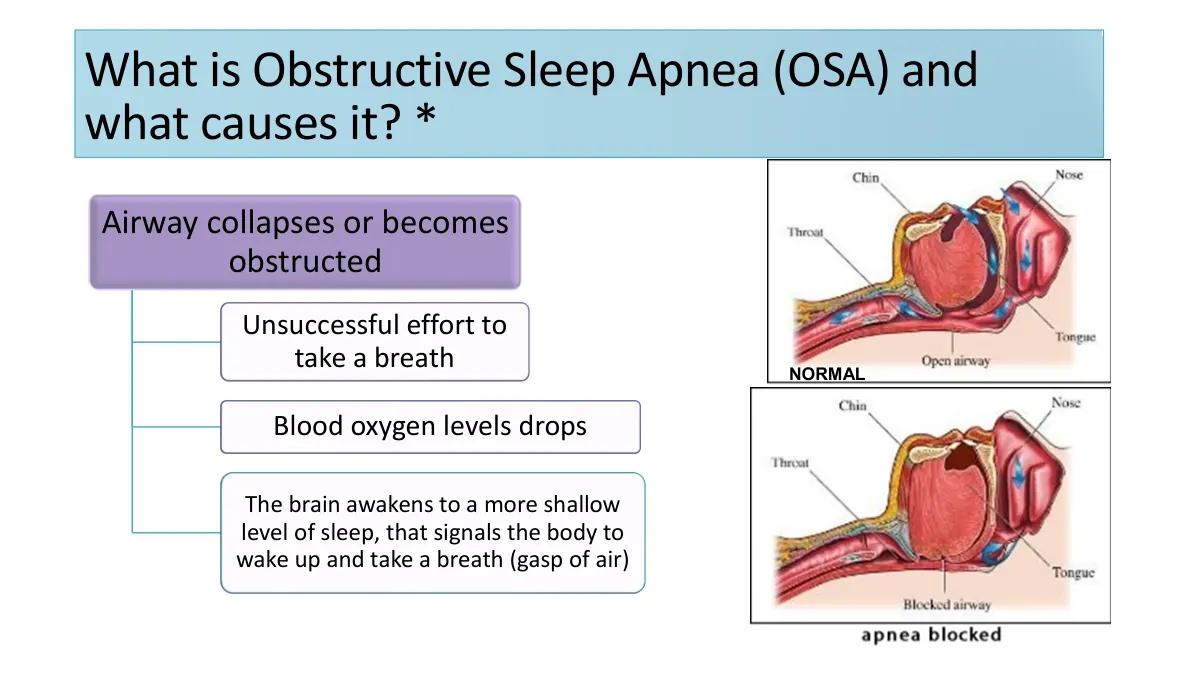 What is Obstructive Sleep Apnea (OSA) and
what causes it? *
Airway collapses or becomes
obstructed
Unsuccessful effort to
take a breath
Blood oxygen levels drops
The brain awakens to a more shallow
level of sleep, that signals the body to
wake up and take a breath (gasp of air)
Chin
Nose
Throat
Tongue
Open airway
NORMAL
Chin
Nose
Throat
Tongue
Blocked airway
apnea blocked